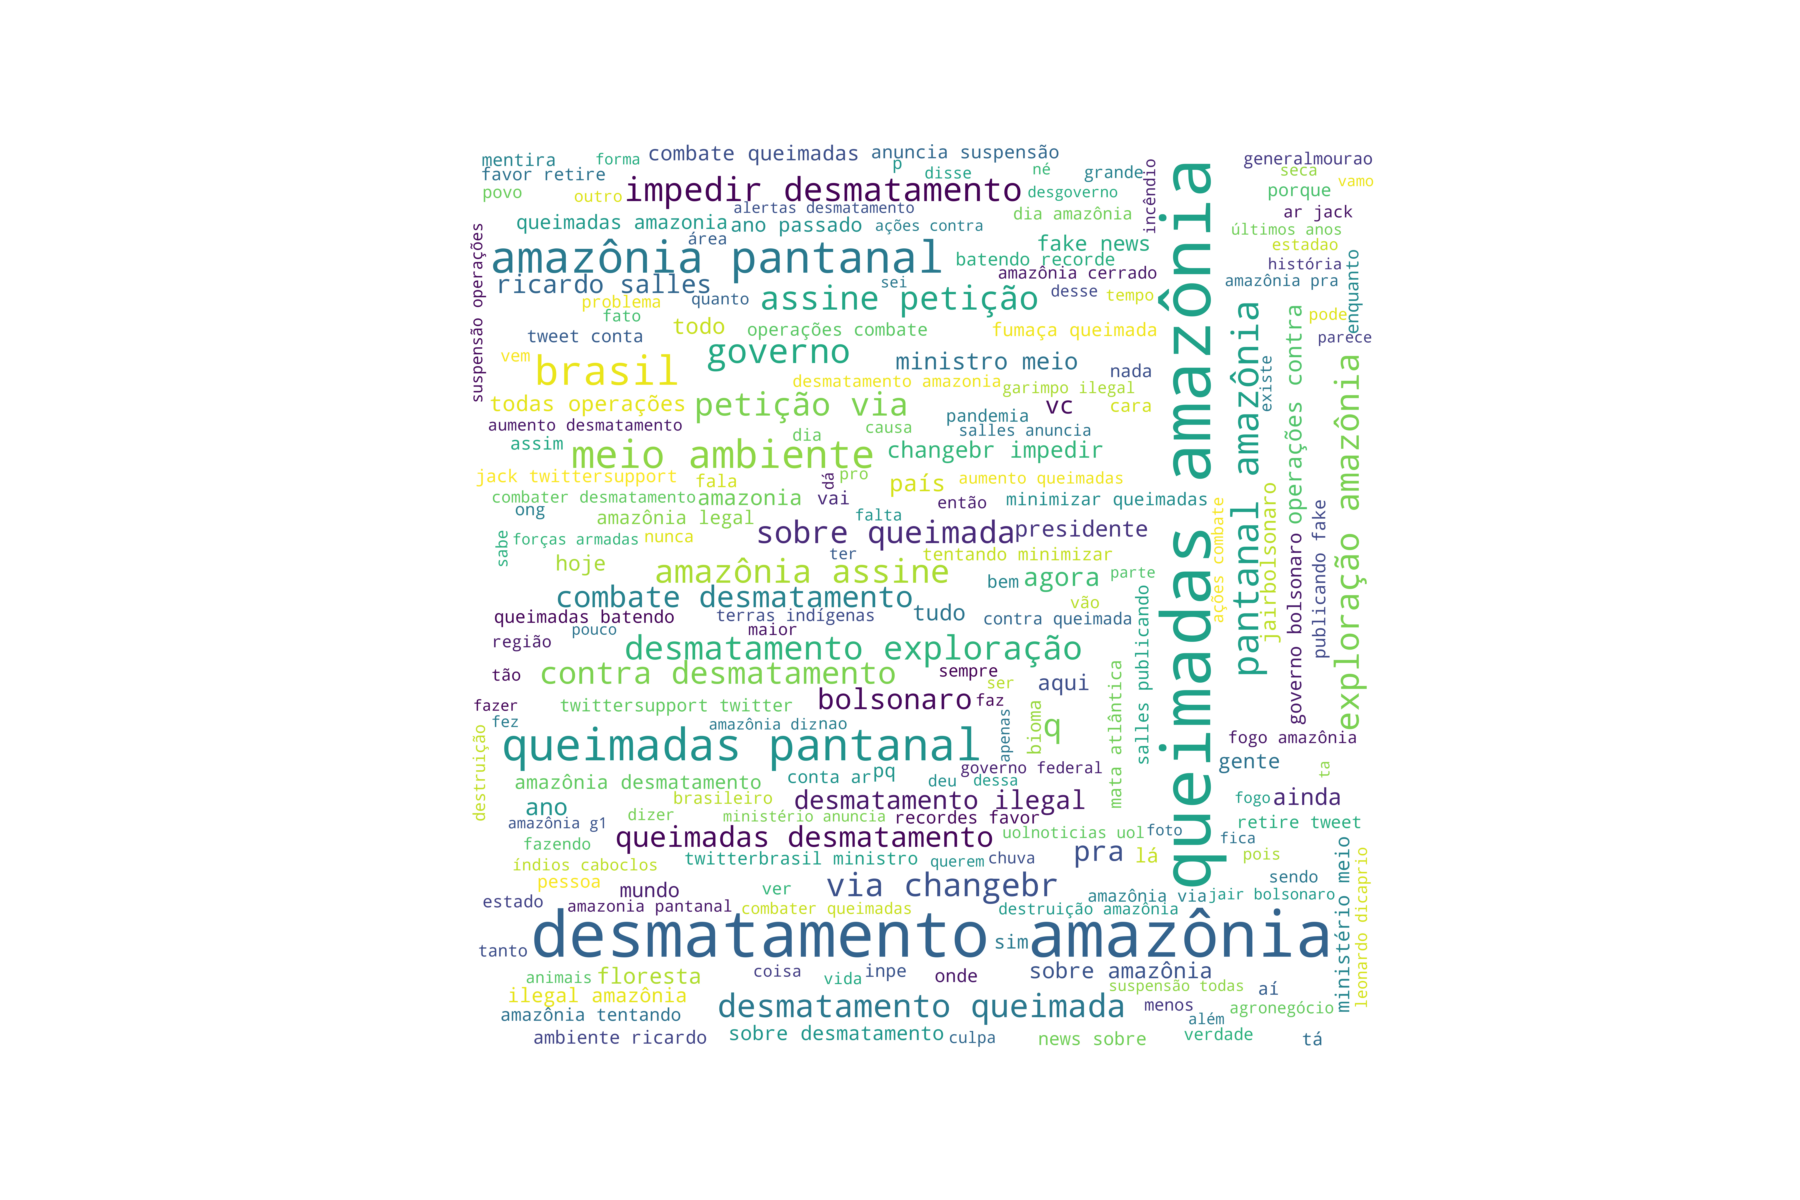 mentira
forma
combate queimadas
anuncia suspensão
generalmourao
favor retire
p
disse
né
grande
incêndio
seca
vamo
povo
outro
impedir desmatamento
desgoverno
porque
queimadas amazônia
alertas desmatamento
ar jack
queimadas amazonia
ano passado
ações contra
dia amazônia
últimos anos
suspensão operações
amazônia pantanal
área
fake news
estadao
batendo recorde
história
enquanto
ricardo salles
sei
amazônia cerrado
amazônia pra
problema
quanto
assine petição
desse
tempo
pantanal amazônia
operações contra
fato
pode
tweet conta
todo
operações combate
fumaça queimada
parece
vem
brasil
governo
ministro meio
nada
existe
exploração amazônia
desmatamento amazonia
garimpo ilegal
todas operações
petição via
pandemia
vc
cara
aumento desmatamento
dia
causa
salles anuncia
assim
meio ambiente
changebr impedir
jack twittersupport
fala
dá
pro
país
aumento queimadas
ações combate
jairbolsonaro
combater desmatamento
amazonia
vai
então
minimizar queimadas
governo bolsonaro
publicando fake
ong
amazônia legal
falta
sabe
forças armadas
nunca
sobre queimada
presidente
ter
tentando minimizar
hoje
amazônia assine
bem
agora
parte
combate desmatamento
tudo
vão
salles publicando
queimadas batendo
terras indígenas
contra queimada
região
pouco
maior
desmatamento exploração
mata atlântica
tão
contra desmatamento
sempre
ser
aqui
fazer
twittersupport twitter
bolsonaro
faz
fez
amazônia diz
nao
apenas
bioma
q
destruição
queimadas pantanal
fogo amazônia
gente
ta
amazônia desmatamento
conta ar
pq
governo federal
deu
dessa
ano
brasileiro
desmatamento ilegal
fogo
ainda
amazônia g1
dizer
ministério anuncia
recordes favor
retire tweet
fazendo
queimadas desmatamento
uolnoticias uol
foto
fica
índios caboclos
twitterbrasil ministro
querem
chuva
pra
lá
pois
ministério meio
leonardo dicaprio
pessoa
mundo
ver
via changebr
sendo
amazônia via
jair bolsonaro
estado
amazonia pantanal
combater queimadas
destruição amazônia
desmatamento amazônia
tanto
sim
animais
floresta
coisa
vida
inpe
onde
sobre amazônia
suspensão todas
aí
ilegal amazônia
desmatamento queimada
menos
agronegócio
amazônia tentando
além
ambiente ricardo
sobre desmatamento
culpa
news sobre
verdade
tá